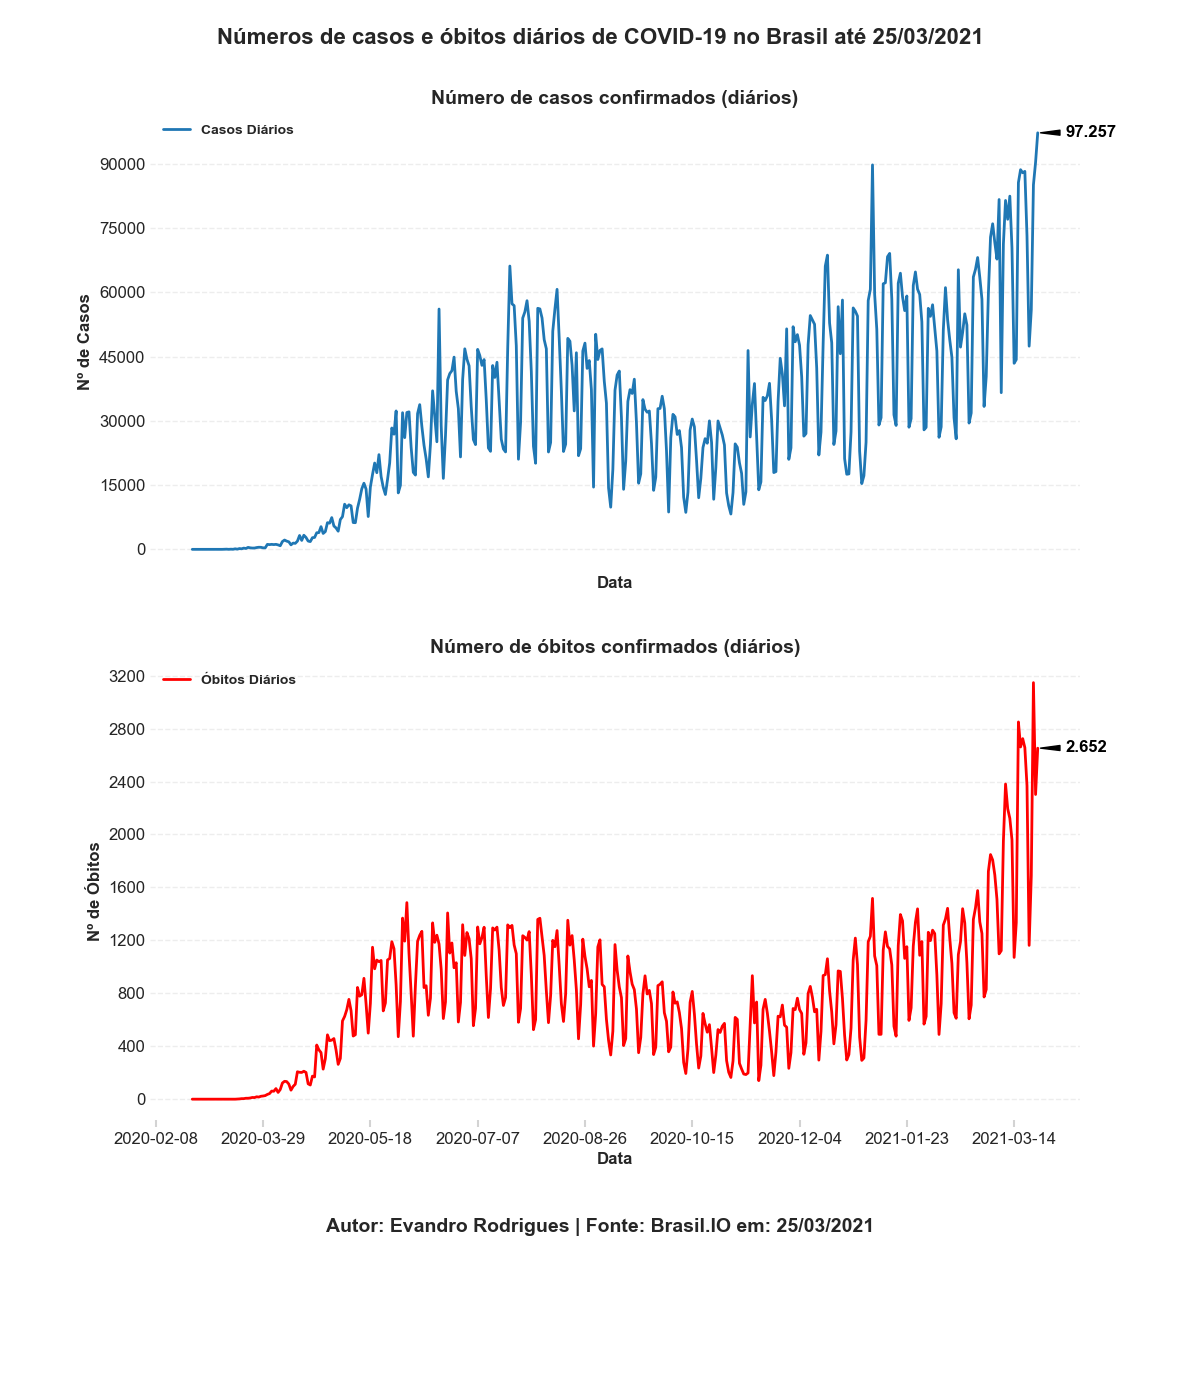 Números de casos e óbitos diários de COVID-19 no Brasil até 25/03/2021
Número de casos confirmados (diários)
Casos Diários
97.257
90000
75000
60000
45000
30000
15000
0
Nº de Casos
Data
Número de óbitos confirmados (diários)
Óbitos Diários
2.652
3200
2800
2400
2000
1600
1200
800
400
0
Nº de Óbitos
2020-02-08 2020-03-29 2020-05-18 2020-07-07 2020-08-26 2020-10-15 2020-12-04 2021-01-23 2021-03-14
Data
Autor: Evandro Rodrigues | Fonte: Brasil.IO em: 25/03/2021